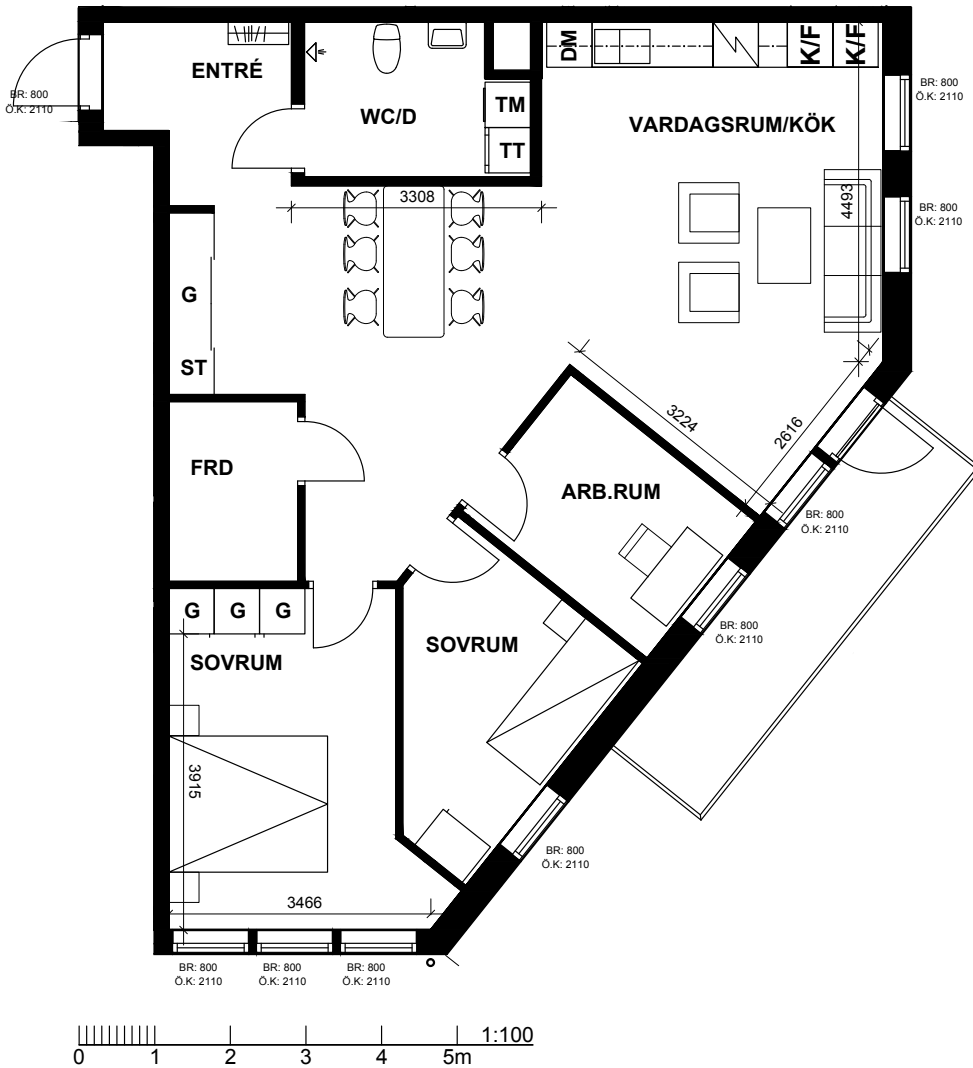 DM
K/F
K/F
ENTRÉ
BR: 800
Ö.K: 2110
WC/D
TM
TT
VARDAGSRUM/KÖK
BR: 800
Ö.K: 2110
3308
4493
BR: 800
Ö.K: 2110
G
ST
3224
2616
FRD
ARB.RUM
BR: 800
Ö.K: 2110
G
G
G
BR: 800
Ö.K: 2110
SOVRUM
SOVRUM
3915
BR: 800
Ö.K: 2110
3466
BR: 800
Ö.K: 2110
BR: 800
Ö.K: 2110
BR: 800
Ö.K: 2110
1:100
0 1 2 3 4 5m